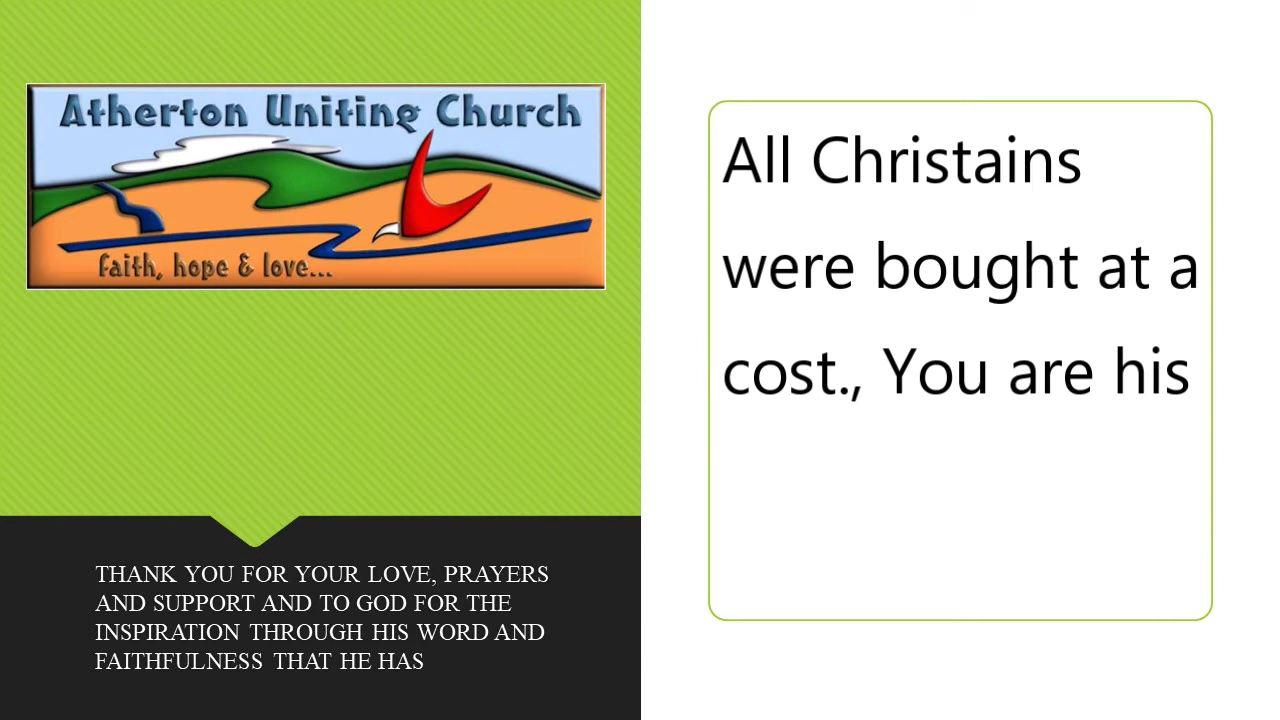 Atherton Uniting Church
faith, hope & love...
THANK YOU FOR YOUR LOVE, PRAYERS
AND SUPPORT AND TO GOD FOR THE
INSPIRATION THROUGH HIS WORD AND
FAITHFULNESS THAT HE HAS
All Christains
were bought at a
cost., You are his